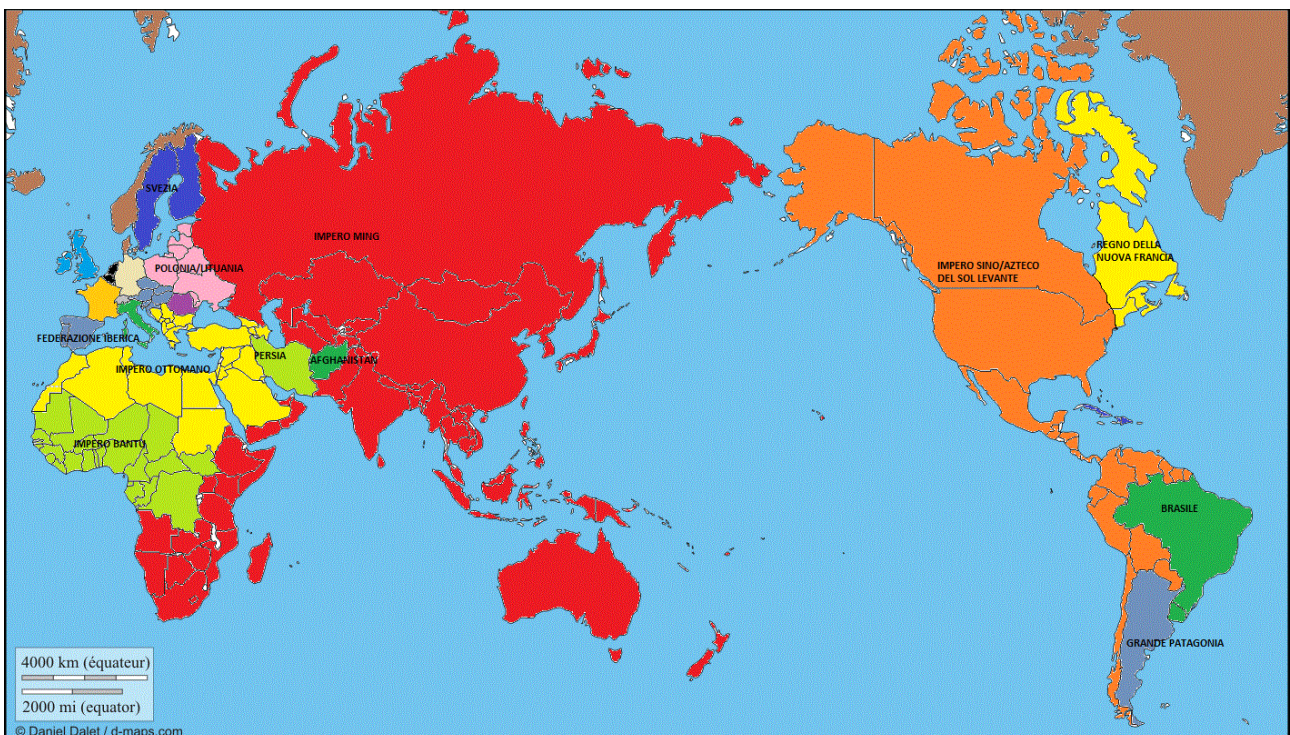 SVEZIA
IMPERO MING
POLONIA/LITUANIA
REGNO DELLA
NUOVA FRANCIA
IMPERO SINO/AZTECO
DEL SOL LEVANTE
FEDERAZIONE IBERICA
PERSIA
AFGHANISTAN
IMPERO OTTOMANO
IMPERO BANTU
BRASILE
GRANDE PATAGONIA
4000 km (équateur)
2000 mi (equator)
© Daniel Dalet / d-maps.com